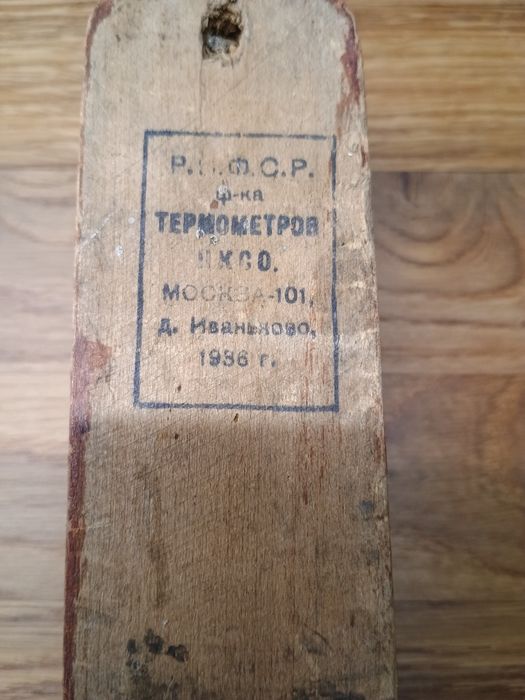 Р.С.Ф.С.Р.
ф-ка
ТЕРМОМЕТРОВ
НКСО.
МОСКВА-101,
д. Иваньково,
1936 г.